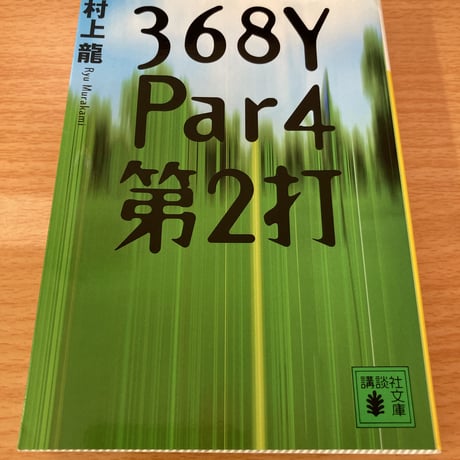 村上龍
Ryu Murakami
368Y
Par4
第2打
講談社
文庫